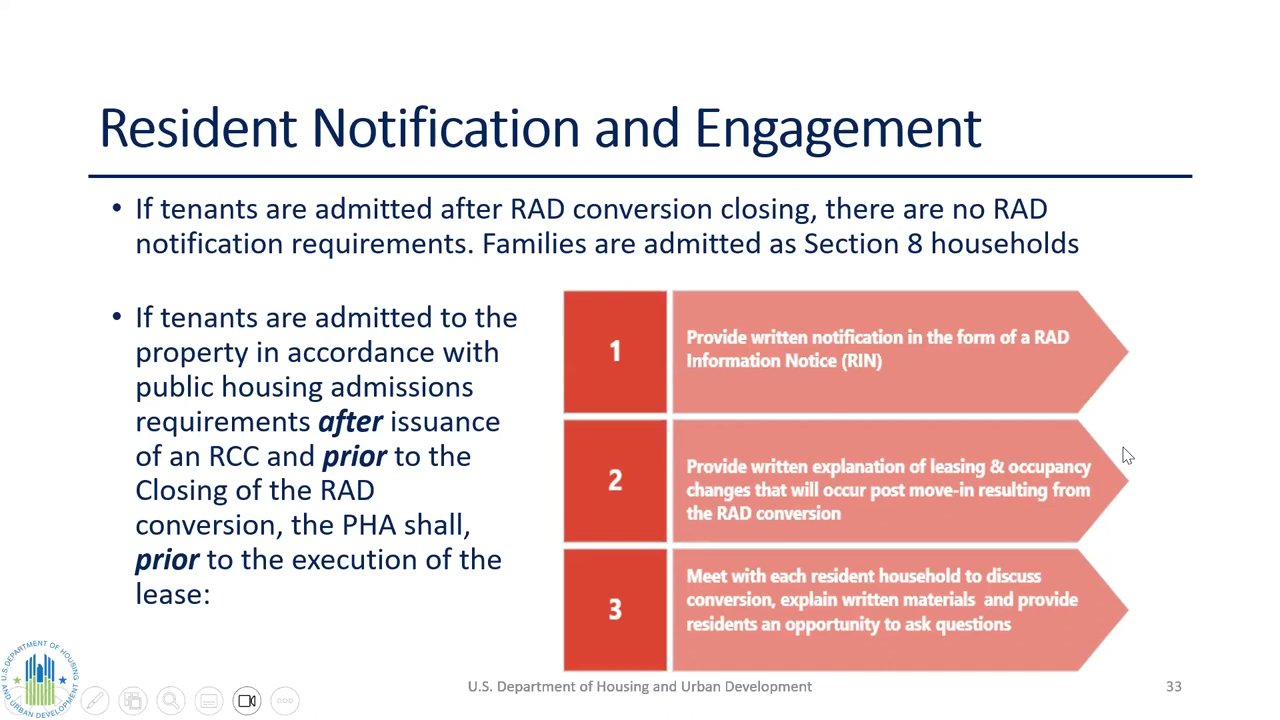 Resident Notification and Engagement
• If tenants are admitted after RAD conversion closing, there are no RAD
notification requirements. Families are admitted as Section 8 households
• If tenants are admitted to the
property in accordance with
public housing admissions
requirements after issuance
of an RCC and prior to the
Closing of the RAD
conversion, the PHA shall,
prior to the execution of the
lease:
1
Provide written notification in the form of a RAD
Information Notice (RIN)
2
Provide written explanation of leasing & occupancy
changes that will occur post move-in resulting from
the RAD conversion
3
Meet with each resident household to discuss
conversion, explain written materials and provide
residents an opportunity to ask questions
U.S. DEPARTMENT OF HOUSING
AND URBAN DEVELOPMENT
U.S. Department of Housing and Urban Development
33